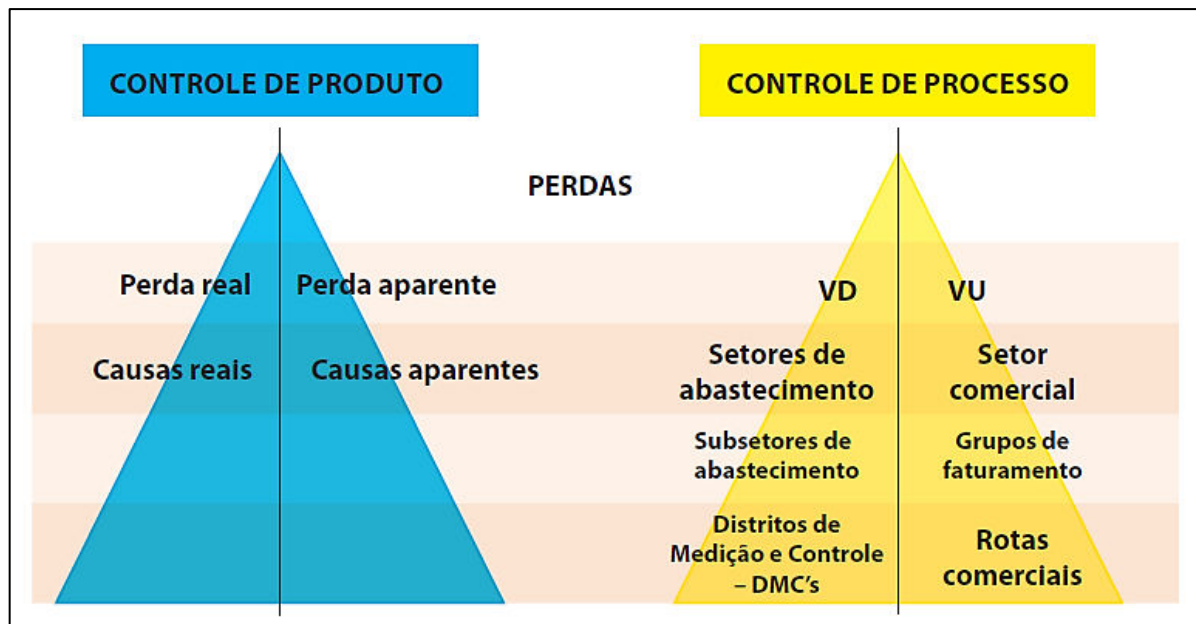 CONTROLE DE PRODUTO
CONTROLE DE PROCESSO
PERDAS
Perda real
Perda aparente
VD
VU
Causas reais
Causas aparentes
Setores de
abastecimento
Setor
comercial
Subsetores de
abastecimento
Grupos de
faturamento
Distritos de
Medição e Controle
– DMC’s
Rotas
comerciais